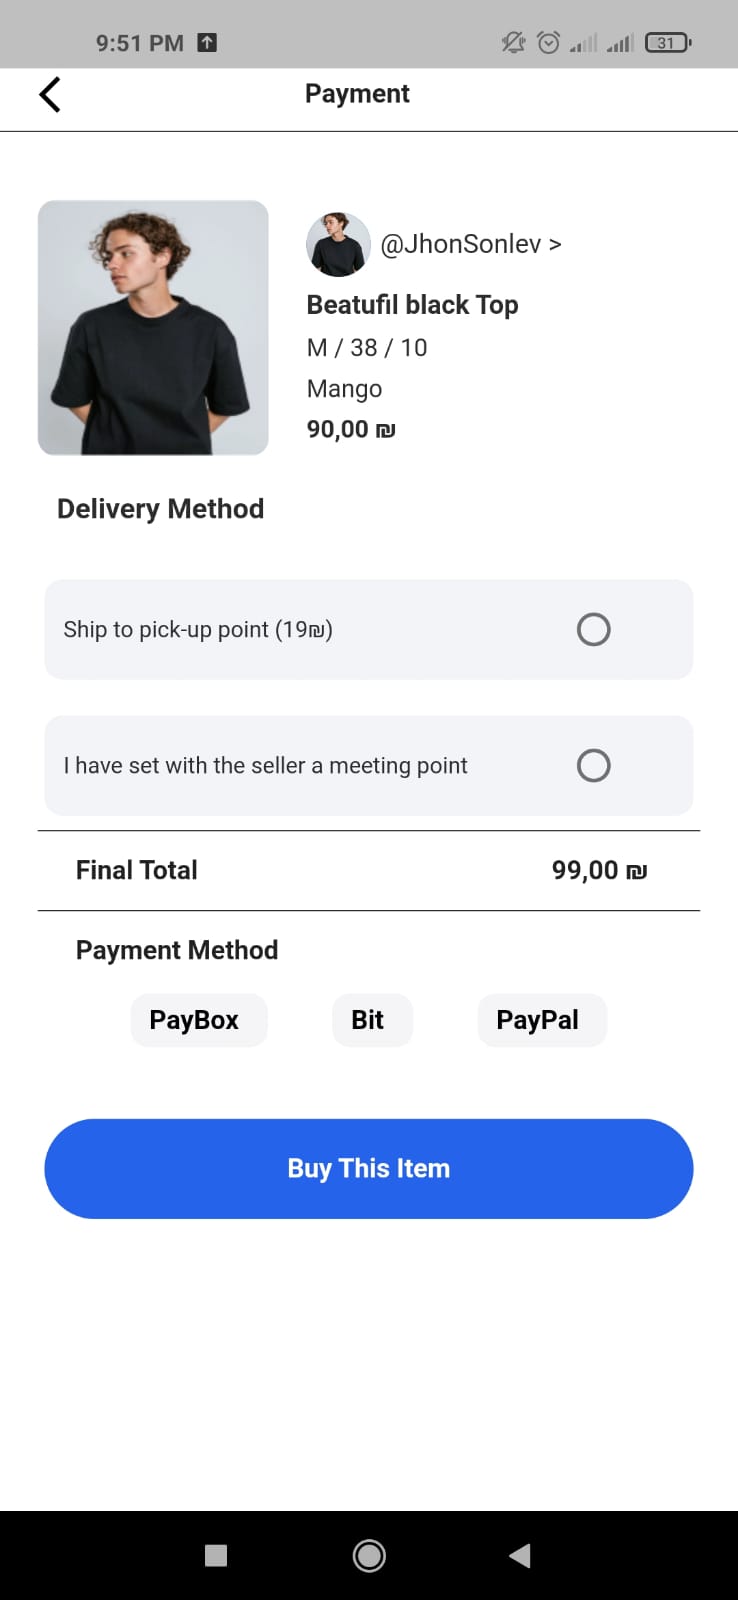 9:51 PM
31
Payment
@JhonSonlev >
Beatufil black Top
M / 38 / 10
Mango
90,00 ₪
Delivery Method
Ship to pick-up point (19₪)
I have set with the seller a meeting point
Final Total 99,00 ₪
Payment Method
PayBox Bit PayPal
Buy This Item